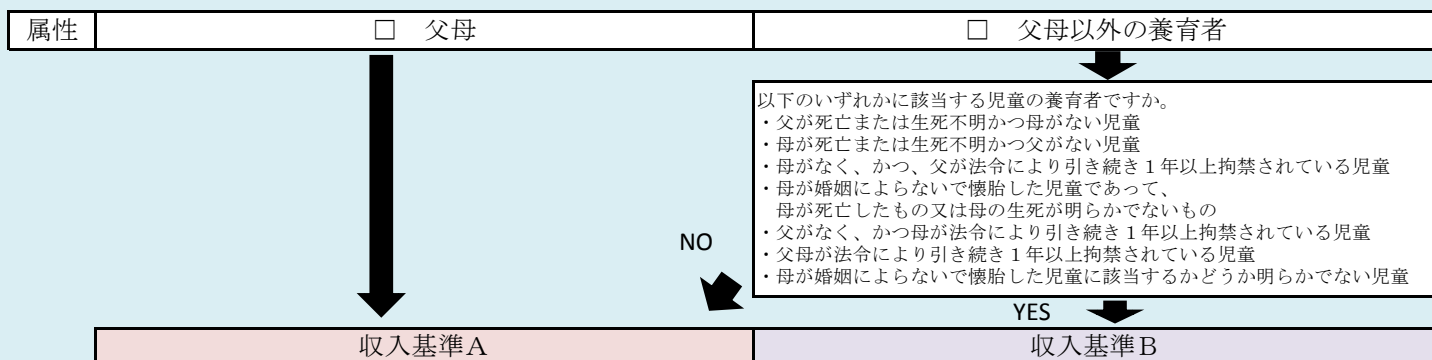 属性 □ 父母 □ 父母以外の養育者
以下のいずれかに該当する児童の養育者ですか。
・父が死亡または生死不明かつ母がない児童
・母が死亡または生死不明かつ父がない児童
・母がなく、かつ、父が法令により引き続き１年以上拘禁されている児童
・母が婚姻によらないで懐胎した児童であって、
母が死亡したもの又は母の生死が明らかでないもの
・父がなく、かつ母が法令により引き続き１年以上拘禁されている児童
・父母が法令により引き続き１年以上拘禁されている児童
・母が婚姻によらないで懐胎した児童に該当するかどうか明らかでない児童
NO
YES
収入基準A 収入基準B